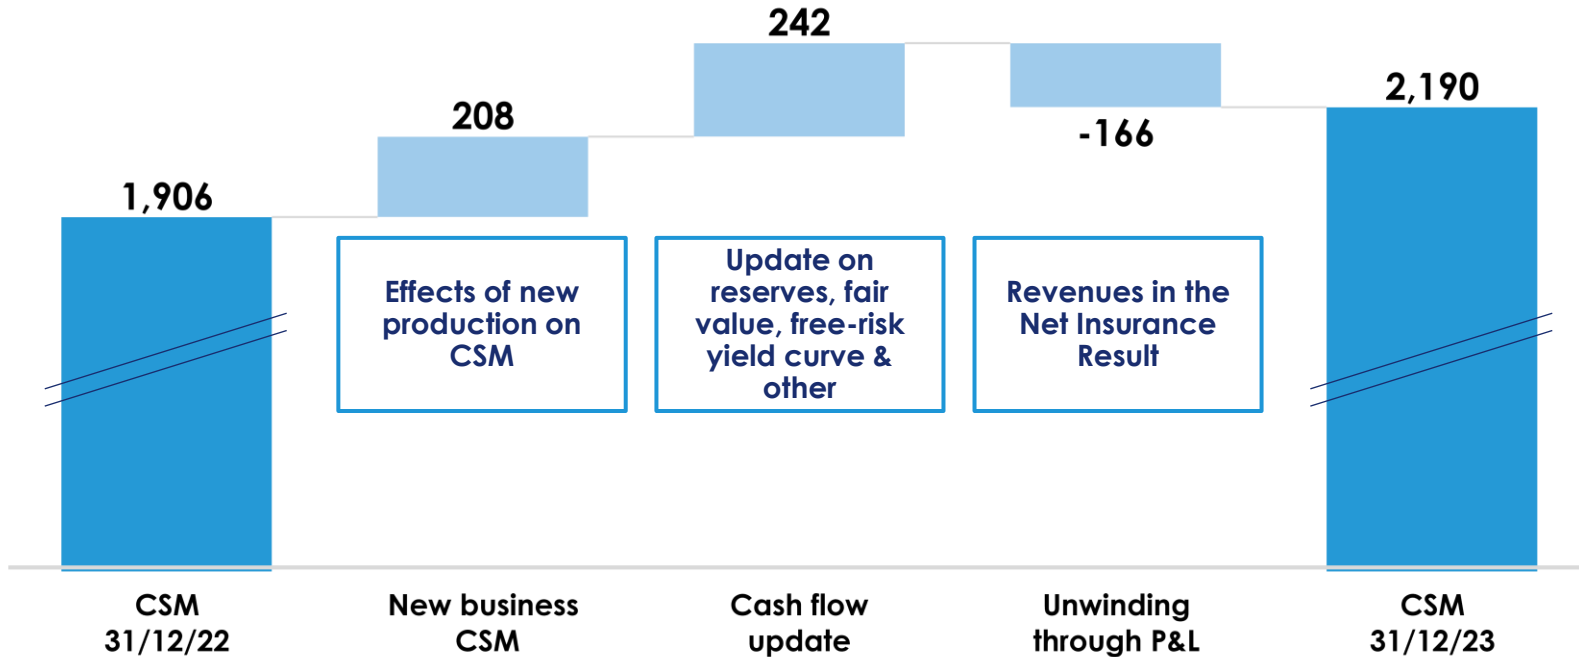 242
208
2,190
-166
1,906
Effects of new
production on
CSM
Update on
reserves, fair
value, free-risk
yield curve &
other
Revenues in the
Net Insurance
Result
CSM
31/12/22
New business
CSM
Cash flow
update
Unwinding
through P&L
CSM
31/12/23